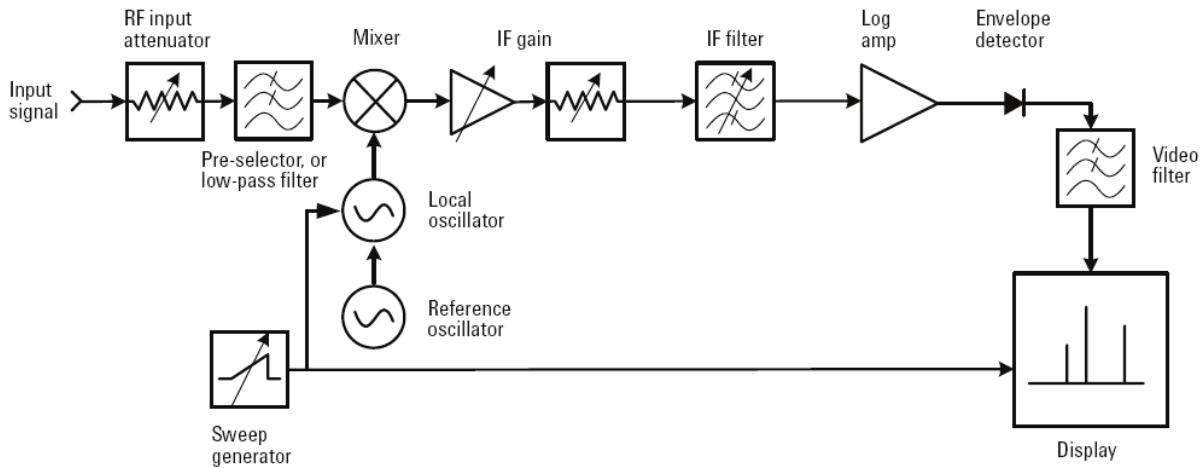 RF input
attenuator
Mixer
IF gain
IF filter
Log
amp
Envelope
detector
Input
signal
Pre-selector, or
low-pass filter
Video
filter
Local
oscillator
Reference
oscillator
Sweep
generator
Display